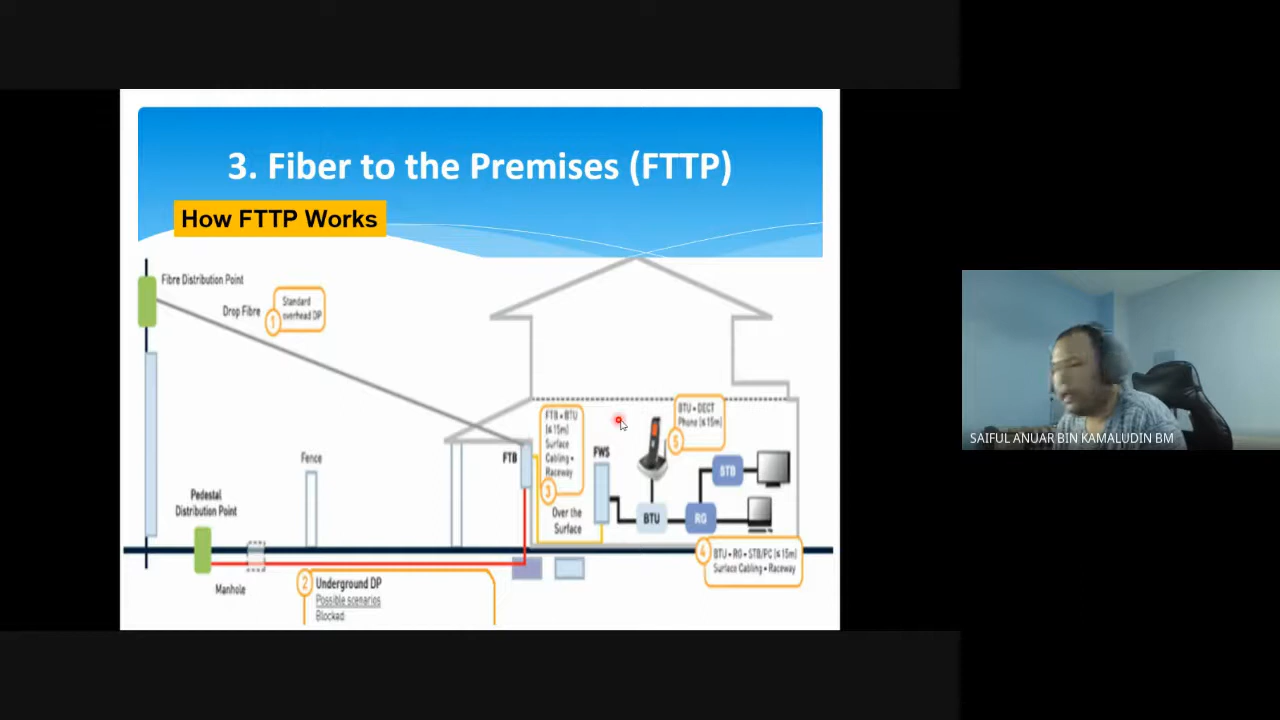 3. Fiber to the Premises (FTTP)
How FTTP Works
Fibre Distribution Point
Drop Fibre
1
Standard
overhead DP
Fence
Pedestal
Distribution Point
Manhole
2
Underground DP
Possible scenarios
Blocked
FTB
FTB - BTU
(≤ 15m)
Surface
Cabling -
Raceway
3
Over the
Surface
FWS
BTU - DECT
Phone (≤ 15m)
5
BTU
RG
STB
4
BTU - RG - STB/PC (≤ 15m)
Surface Cabling - Raceway
SAIFUL ANUAR BIN KAMALUDIN BM